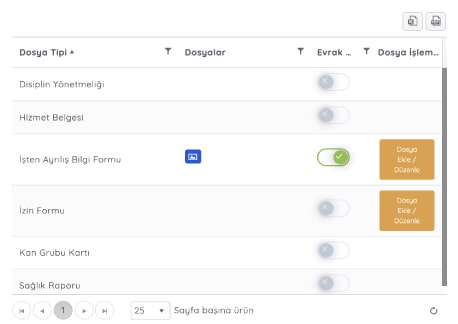 Dosya Tipi Dosyalar Evrak ... Dosya İşlem...
Disiplin Yönetmeliği
Hizmet Belgesi
İşten Ayrılış Bilgi Formu Dosya Ekle / Düzenle
İzin Formu Dosya Ekle / Düzenle
Kan Grubu Kartı
Sağlık Raporu
1 25 Sayfa başına ürün